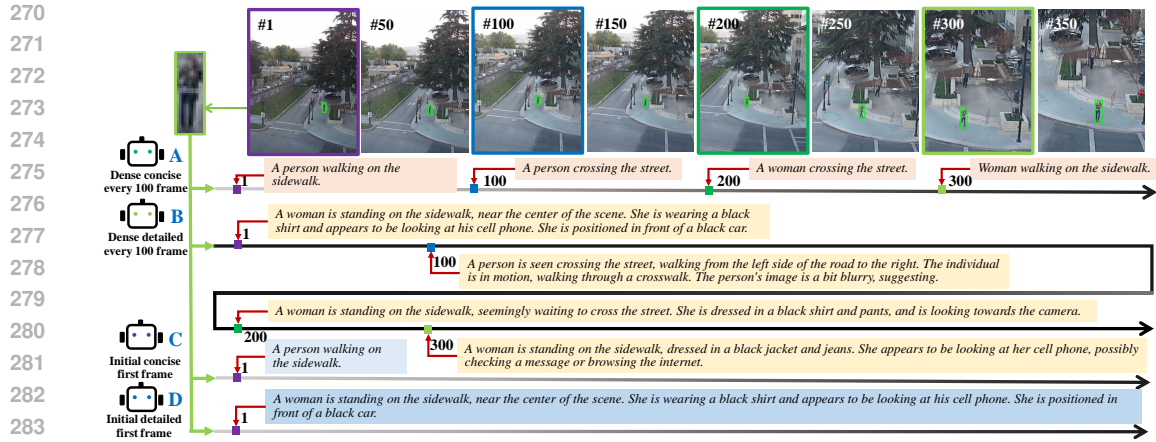 270
271
272
273
274
275
276
277
278
279
280
281
282
283
#1
#50
#100
#150
#200
#250
#300
#350
A
Dense concise
every 100 frame
1
A person walking on the
sidewalk.
100
A person crossing the street.
200
A woman crossing the street.
300
Woman walking on the sidewalk.
B
Dense detailed
every 100 frame
1
A woman is standing on the sidewalk, near the center of the scene. She is wearing a black
shirt and appears to be looking at his cell phone. She is positioned in front of a black car.
100
A person is seen crossing the street, walking from the left side of the road to the right. The individual
is in motion, walking through a crosswalk. The person's image is a bit blurry, suggesting.
200
A woman is standing on the sidewalk, seemingly waiting to cross the street. She is dressed in a black shirt and pants, and is looking towards the camera.
300
A woman is standing on the sidewalk, dressed in a black jacket and jeans. She appears to be looking at her cell phone, possibly
checking a message or browsing the internet.
C
Initial concise
first frame
1
A person walking on
the sidewalk.
D
Initial detailed
first frame
1
A woman is standing on the sidewalk, near the center of the scene. She is wearing a black shirt and appears to be looking at his cell phone. She is positioned in
front of a black car.